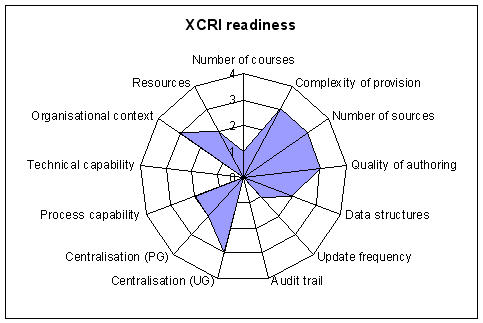 XCRI readiness
Number of courses
4
Resources
Complexity of provision
3
Organisational context
Number of sources
2
1
Technical capability
Quality of authoring
0
Process capability
Data structures
Centralisation (PG)
Update frequency
Centralisation (UG)
Audit trail